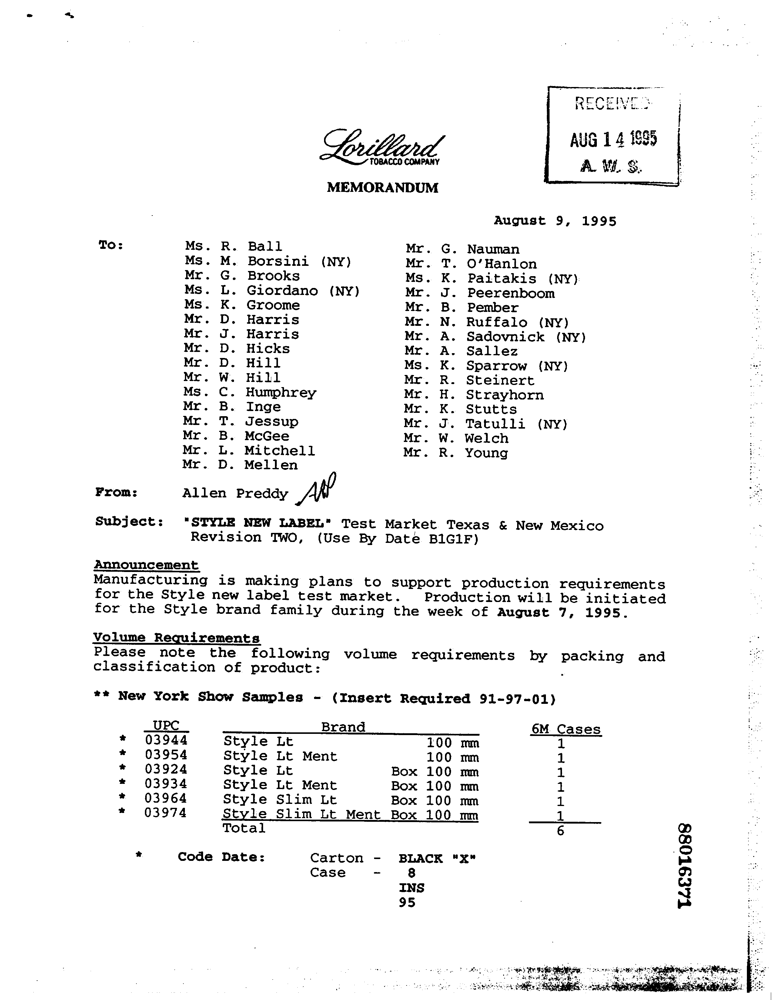 RECEIVED
AUG 14 1995
A. W. S.
Lorillard
TOBACCO COMPANY
MEMORANDUM
August 9, 1995
To: Ms. R. Ball Mr. G. Nauman
Ms. M. Borsini (NY) Mr. T. O'Hanlon
Mr. G. Brooks Ms. K. Paitakis (NY)
Ms. L. Giordano (NY) Mr. J. Peerenboom
Ms. K. Groome Mr. B. Pember
Mr. D. Harris Mr. N. Ruffalo (NY)
Mr. J. Harris Mr. A. Sadovnick (NY)
Mr. D. Hicks Mr. A. Sallez
Mr. D. Hill Ms. K. Sparrow (NY)
Mr. W. Hill Mr. R. Steinert
Ms. C. Humphrey Mr. H. Strayhorn
Mr. B. Inge Mr. K. Stutts
Mr. T. Jessup Mr. J. Tatulli (NY)
Mr. B. McGee Mr. W. Welch
Mr. L. Mitchell Mr. R. Young
Mr. D. Mellen
From: Allen Preddy
Subject: "STYLE NEW LABEL" Test Market Texas & New Mexico
Revision TWO, (Use By Date B1G1F)
Announcement
Manufacturing is making plans to support production requirements
for the Style new label test market. Production will be initiated
for the Style brand family during the week of August 7, 1995.
Volume Requirements
Please note the following volume requirements by packing and
classification of product:
** New York Show Samples - (Insert Required 91-97-01)
UPC Brand 6M Cases
* 03944 Style Lt 100 mm 1
* 03954 Style Lt Ment 100 mm 1
* 03924 Style Lt Box 100 mm 1
* 03934 Style Lt Ment Box 100 mm 1
* 03964 Style Slim Lt Box 100 mm 1
* 03974 Style Slim Lt Ment Box 100 mm 1
Total 6
* Code Date: Carton - BLACK "X"
Case - 8
INS
95
88016371